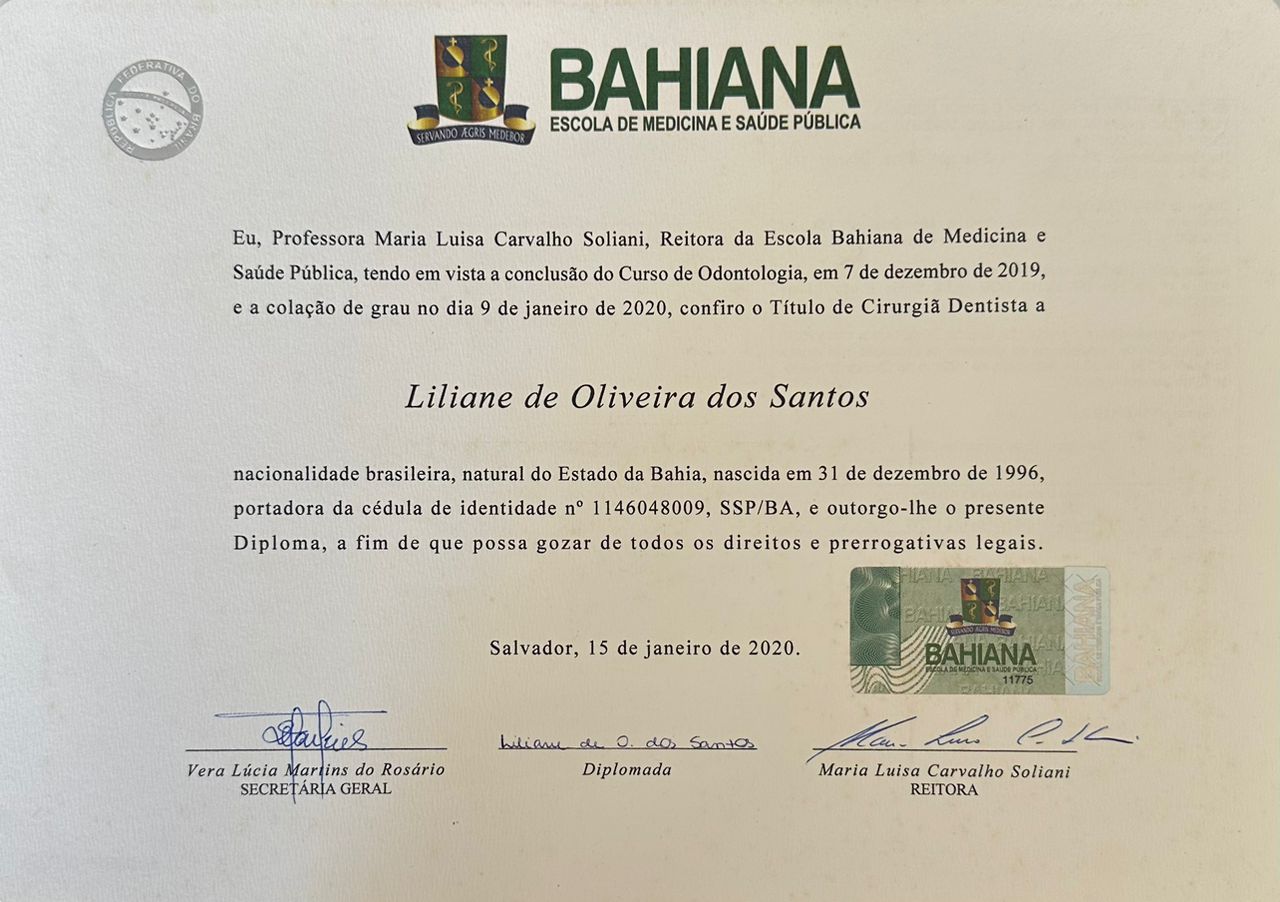 REPÚBLICA FEDERATIVA DO BRASIL
SERVANDO ÆGRIS MEDEBOR
BAHIANA
ESCOLA DE MEDICINA E SAÚDE PÚBLICA
Eu, Professora Maria Luisa Carvalho Soliani, Reitora da Escola Bahiana de Medicina e
Saúde Pública, tendo em vista a conclusão do Curso de Odontologia, em 7 de dezembro de 2019,
e a colação de grau no dia 9 de janeiro de 2020, confiro o Título de Cirurgiã Dentista a
Liliane de Oliveira dos Santos
nacionalidade brasileira, natural do Estado da Bahia, nascida em 31 de dezembro de 1996,
portadora da cédula de identidade nº 1146048009, SSP/BA, e outorgo-lhe o presente
Diploma, a fim de que possa gozar de todos os direitos e prerrogativas legais.
Salvador, 15 de janeiro de 2020.
SERVANDO ÆGRIS MEDEBOR
BAHIANA
ESCOLA DE MEDICINA E SAÚDE PÚBLICA
11775
BAHIANA
Liliane de O. dos Santos
Vera Lúcia Martins do Rosário
SECRETÁRIA GERAL
Diplomada
Maria Luisa Carvalho Soliani
REITORA